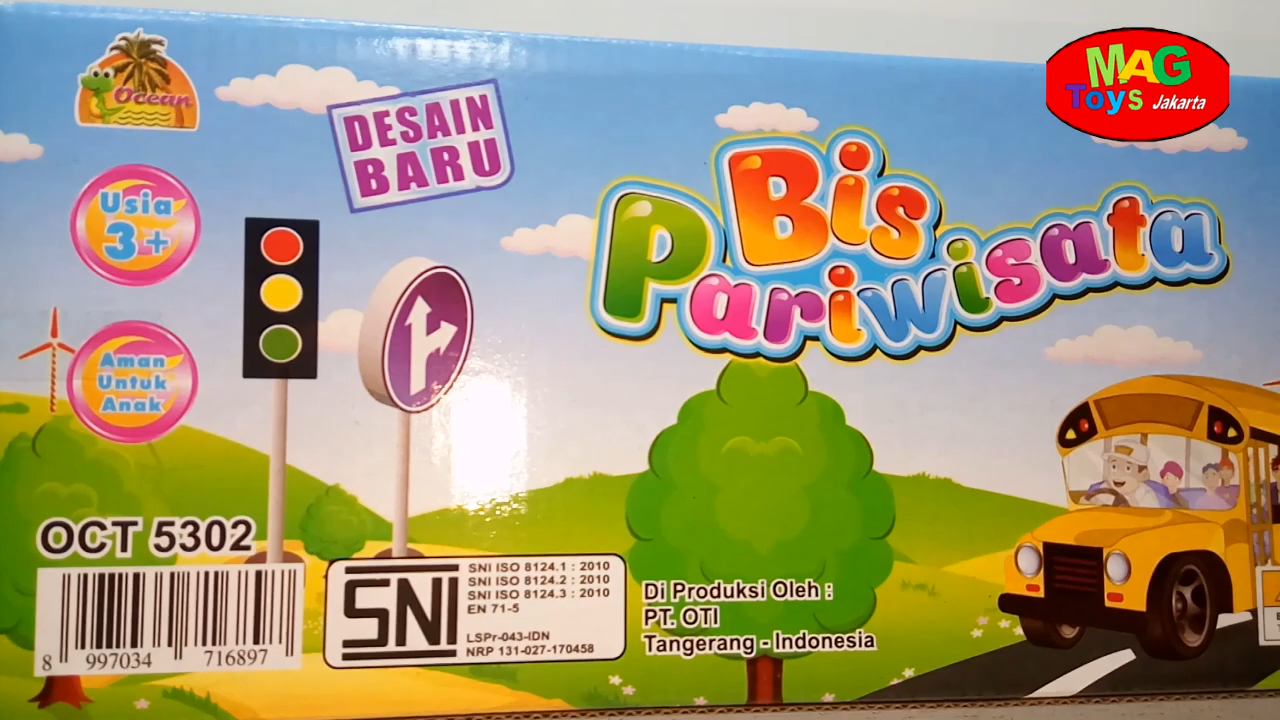 Ocean
DESAIN
BARU
MAG
Toys Jakarta
Usia
3+
Bis
Pariwisata
Aman
Untuk
Anak
OCT 5302
8 997034 716897
SNI
SNI ISO 8124.1 : 2010
SNI ISO 8124.2 : 2010
SNI ISO 8124.3 : 2010
EN 71-5
LSPr-043-IDN
NRP 131-027-170458
Di Produksi Oleh :
PT. OTI
Tangerang - Indonesia